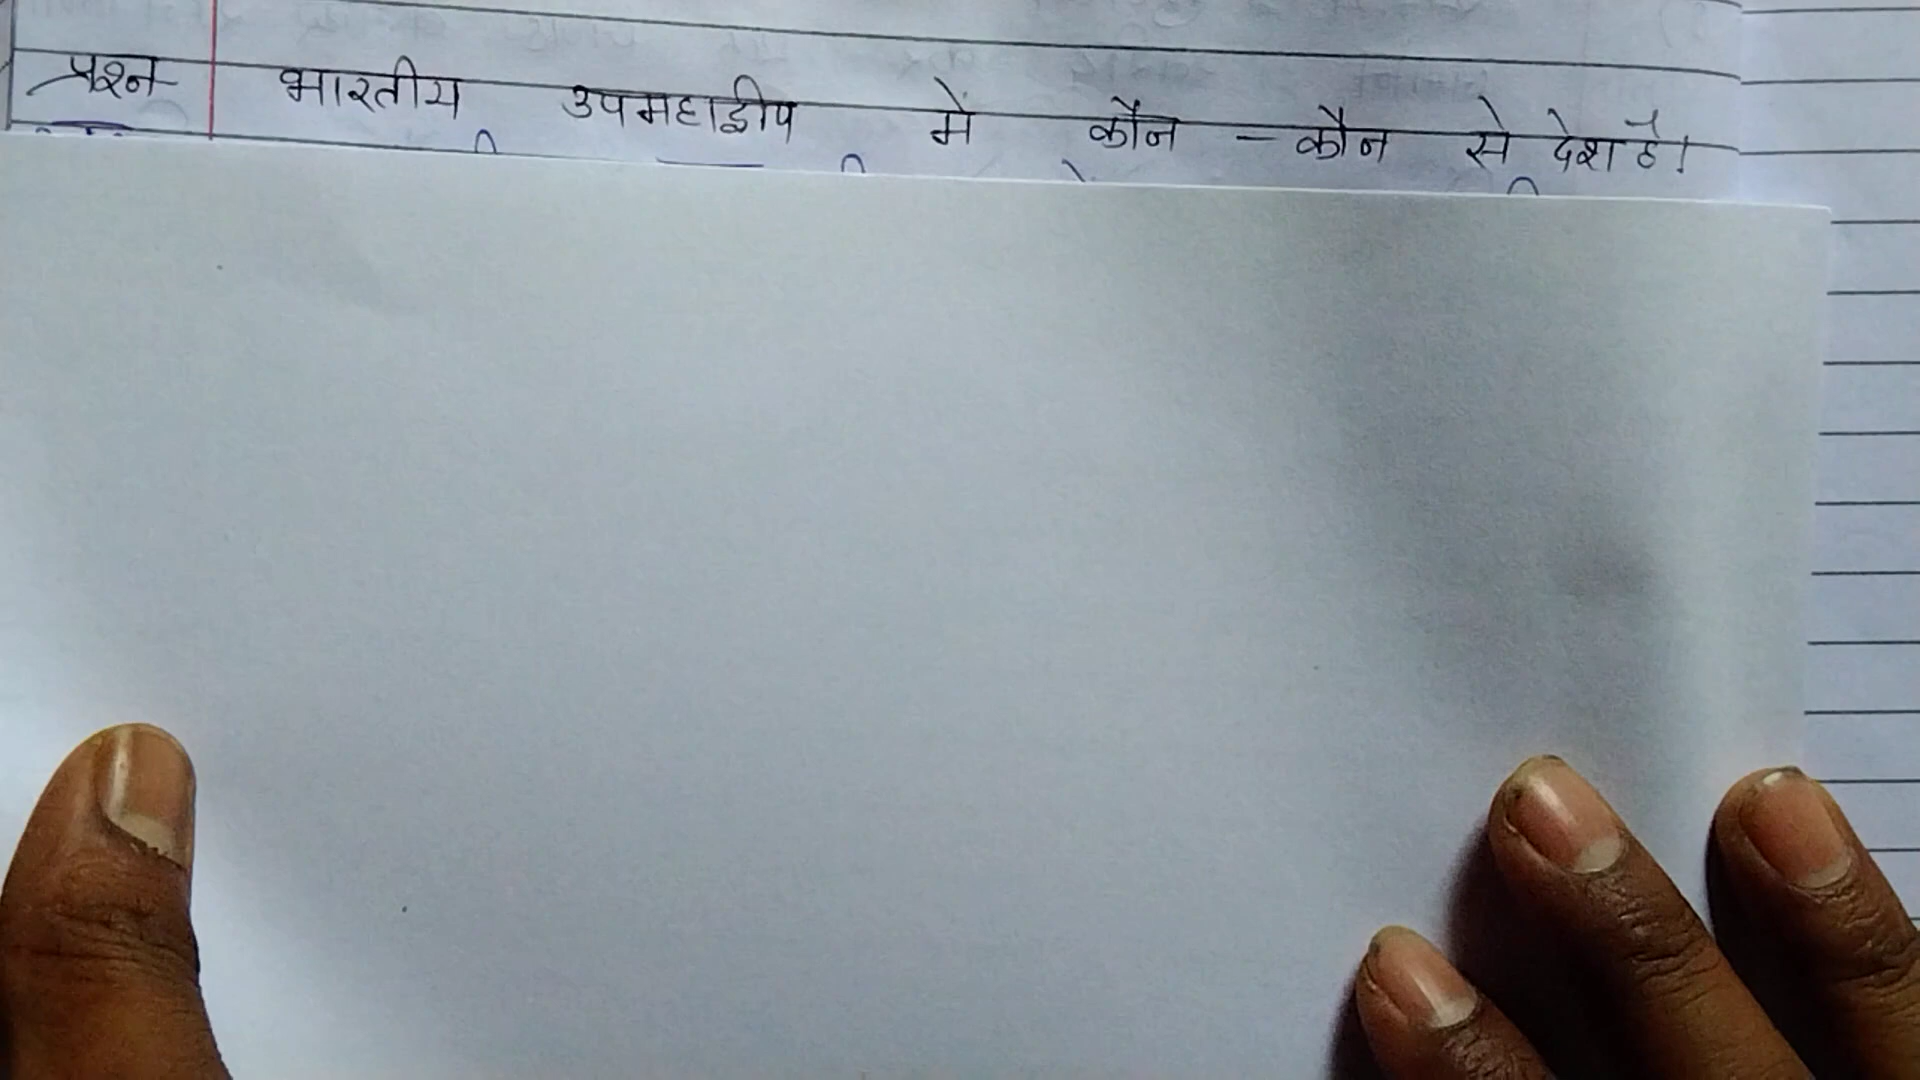 प्रश्न भारतीय उपमहाद्वीप में कौन - कौन से देश है।